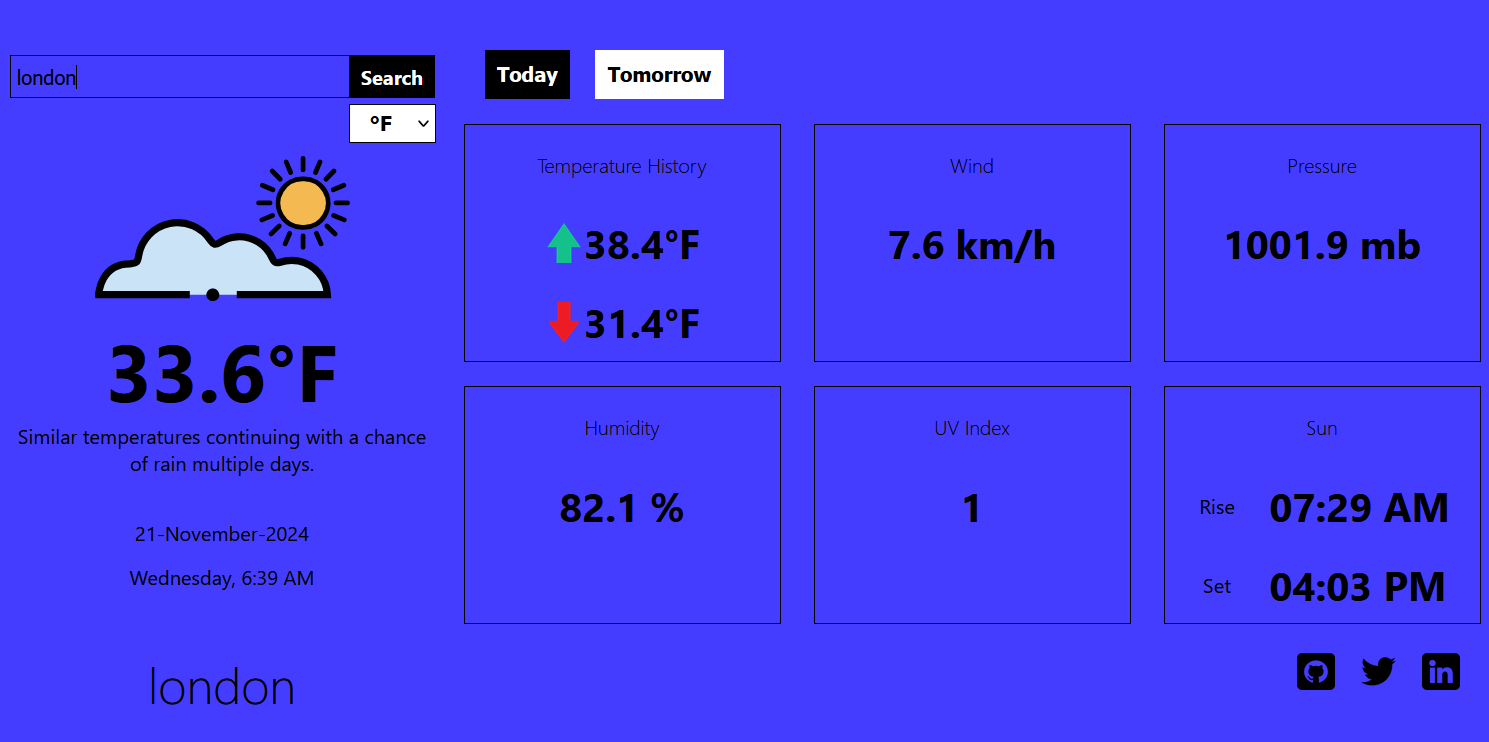 london
Search
°F
33.6°F
Similar temperatures continuing with a chance
of rain multiple days.
21-November-2024
Wednesday, 6:39 AM
london
Today
Tomorrow
Temperature History
38.4°F
31.4°F
Wind
7.6 km/h
Pressure
1001.9 mb
Humidity
82.1 %
UV Index
1
Sun
Rise 07:29 AM
Set 04:03 PM
in